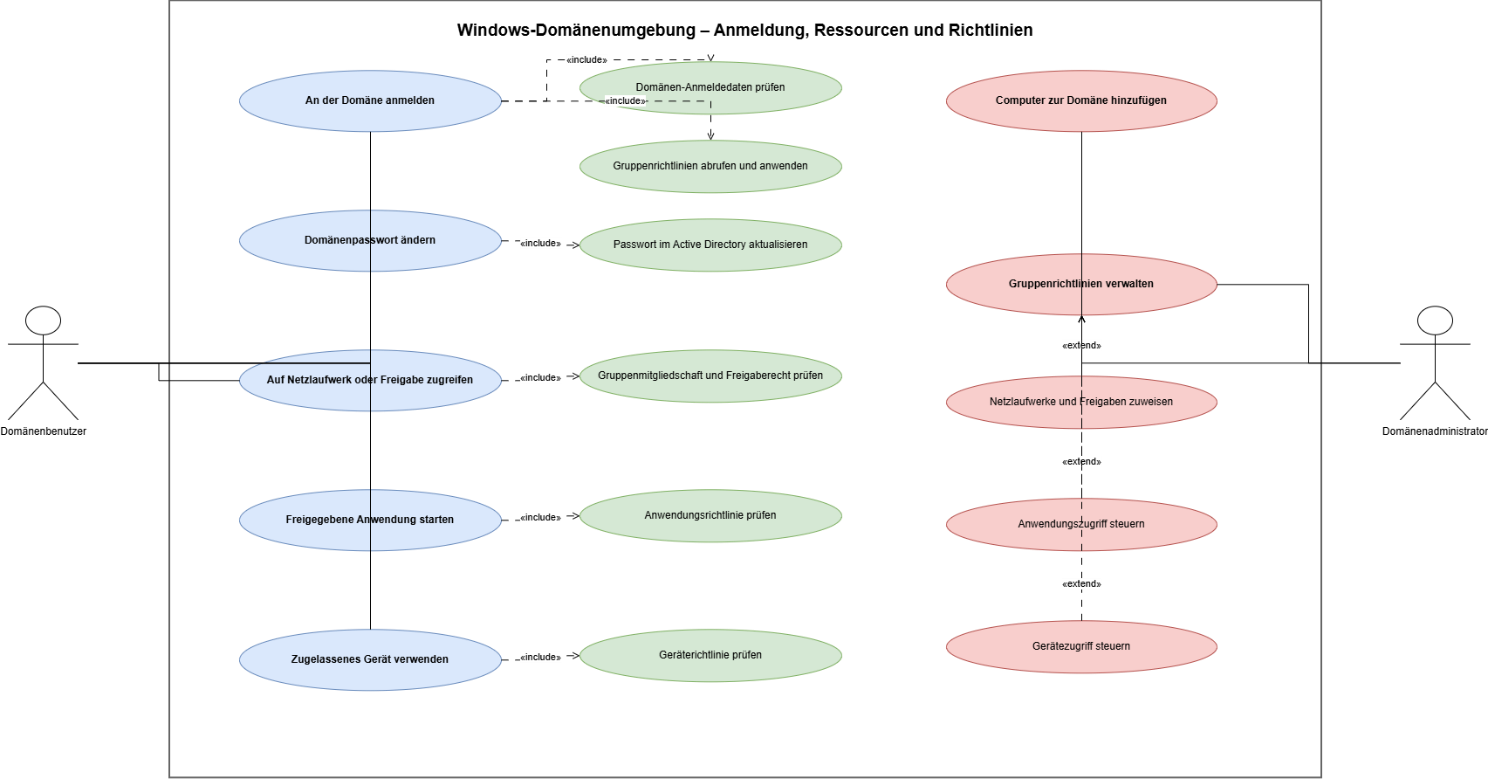 Windows-Domänenumgebung – Anmeldung, Ressourcen und Richtlinien
«include»
Domänen-Anmeldedaten prüfen
An der Domäne anmelden
«include»
Computer zur Domäne hinzufügen
Gruppenrichtlinien abrufen und anwenden
Domänenpasswort ändern
«include»
Passwort im Active Directory aktualisieren
Gruppenrichtlinien verwalten
«extend»
Auf Netzlaufwerk oder Freigabe zugreifen
«include»
Gruppenmitgliedschaft und Freigaberecht prüfen
Netzlaufwerke und Freigaben zuweisen
Domänenbenutzer
Domänenadministrator
«extend»
Freigegebene Anwendung starten
«include»
Anwendungsrichtlinie prüfen
Anwendungszugriff steuern
«extend»
Zugelassenes Gerät verwenden
«include»
Geräterichtlinie prüfen
Gerätezugriff steuern